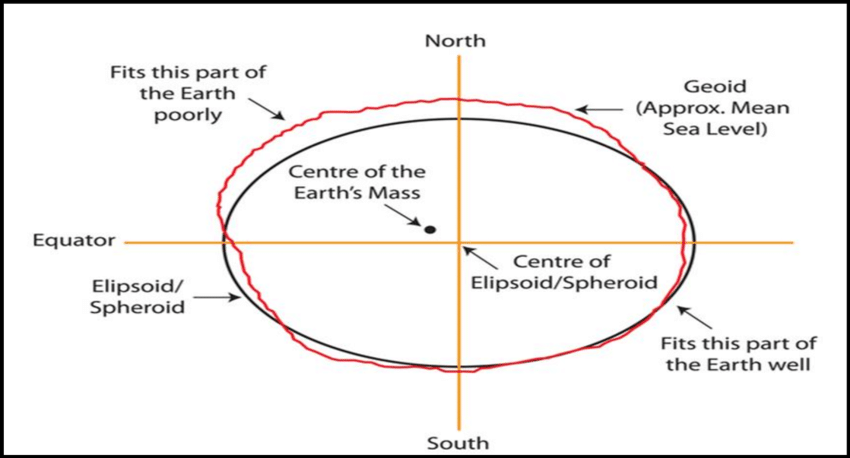 North
Fits this part of
the Earth
poorly
Geoid
(Approx. Mean
Sea Level)
Centre of the
Earth's Mass
Equator
Centre of
Elipsoid/Spheroid
Elipsoid/
Spheroid
Fits this part of
the Earth well
South